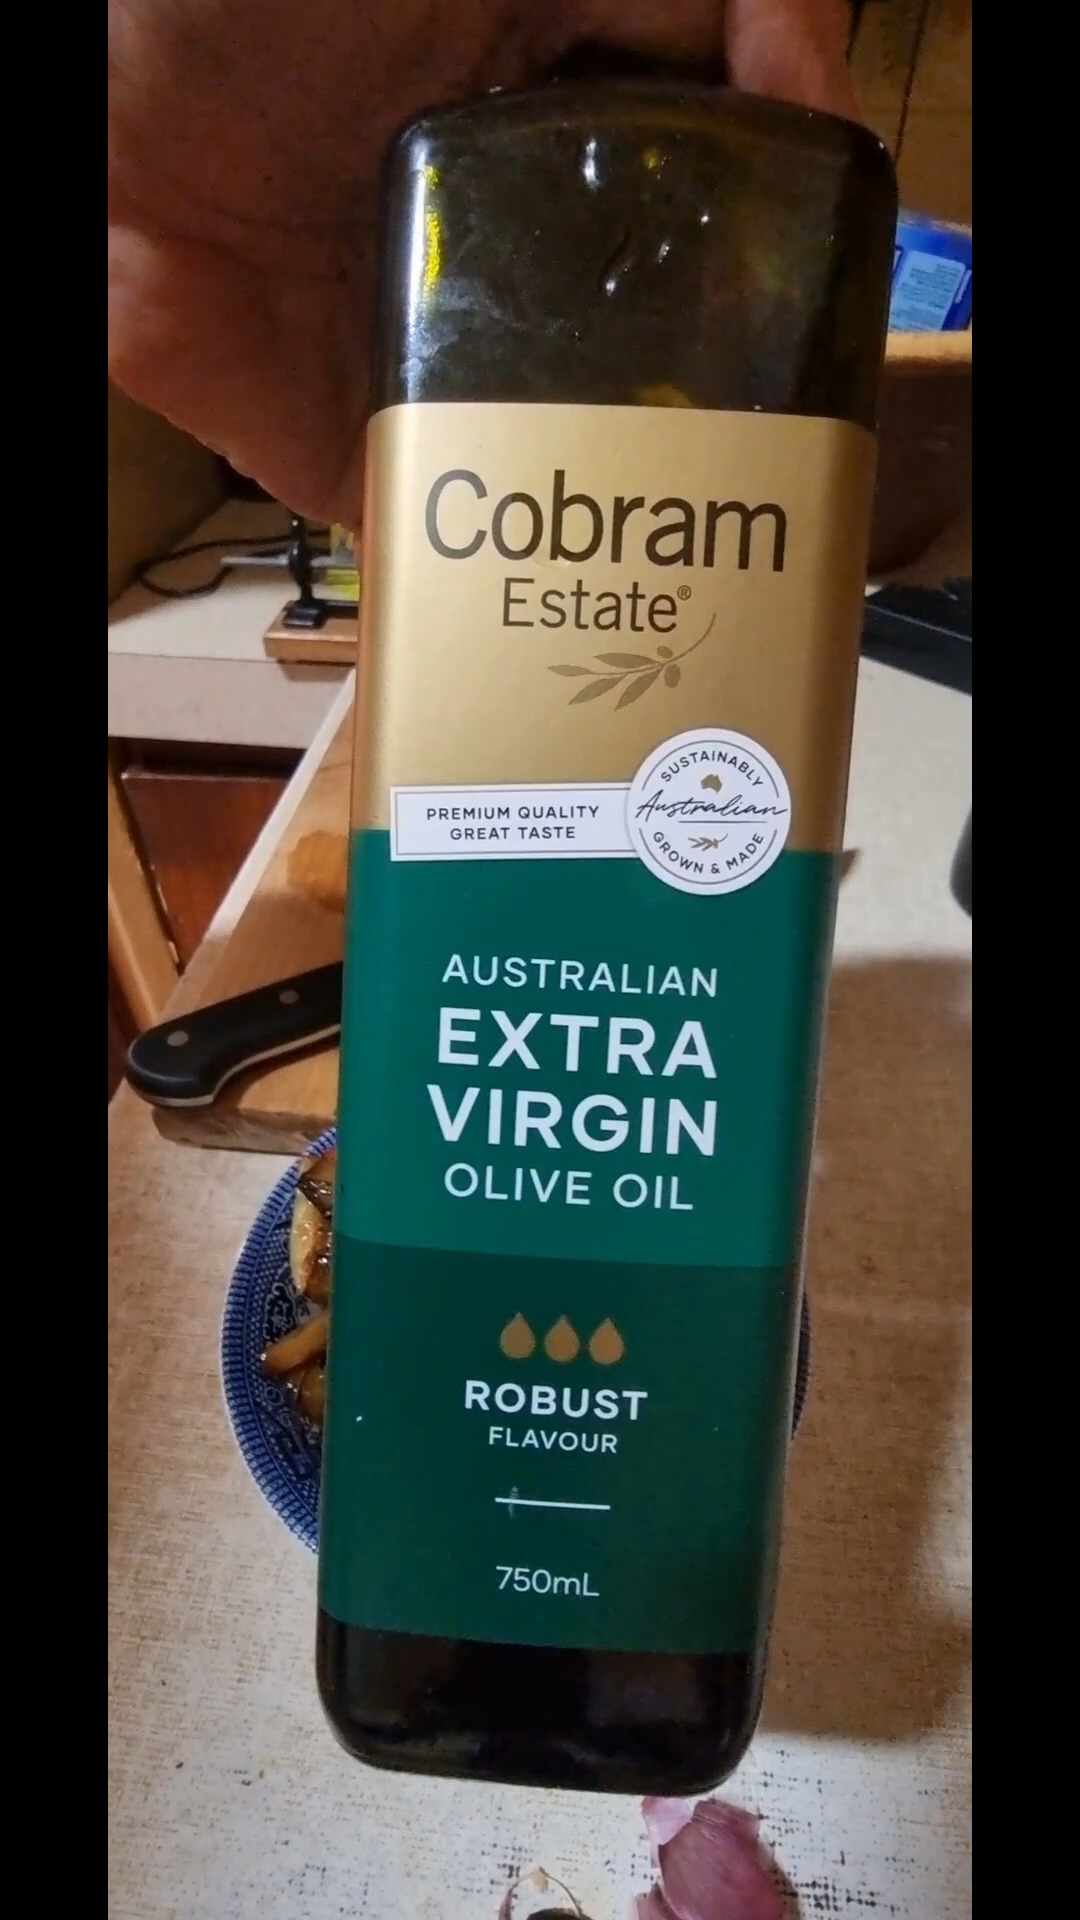 Cobram
Estate®
SUSTAINABLY
PREMIUM QUALITY
GREAT TASTE
Australian
GROWN & MADE
AUSTRALIAN
EXTRA
VIRGIN
OLIVE OIL
ROBUST
FLAVOUR
750mL